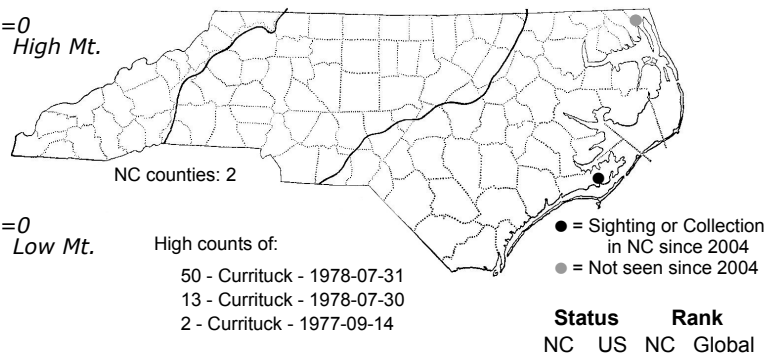 =0
High Mt.
NC counties: 2
=0
Low Mt.
High counts of:
50 - Currituck - 1978-07-31
13 - Currituck - 1978-07-30
2 - Currituck - 1977-09-14
● = Sighting or Collection
in NC since 2004
● = Not seen since 2004
Status Rank
NC US NC Global